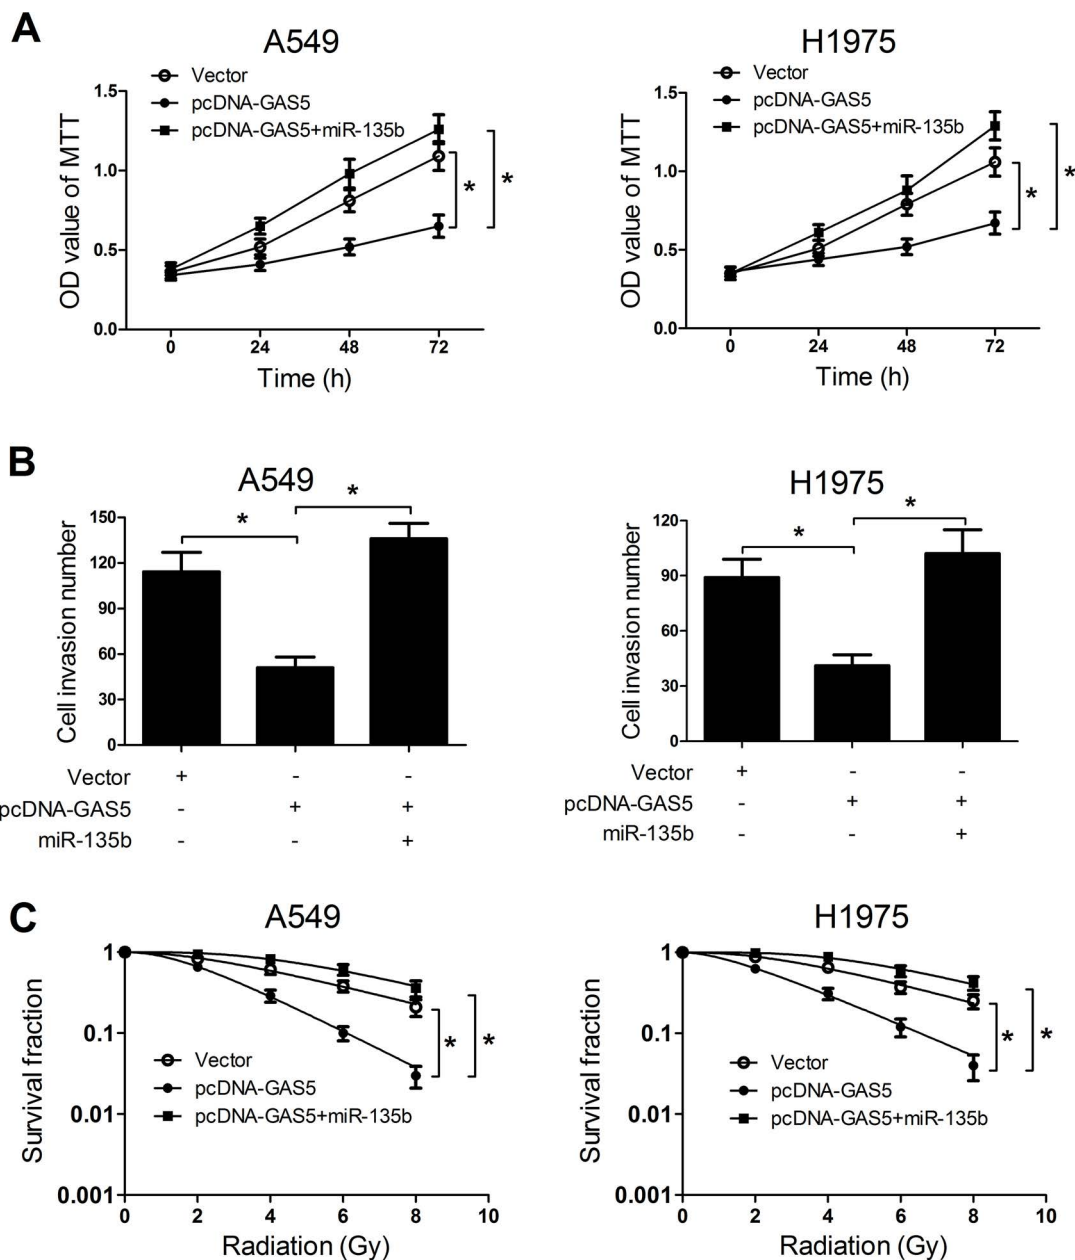 A
A549
Vector
pcDNA-GAS5
pcDNA-GAS5+miR-135b
OD value of MTT
1.5
1.0
0.5
0.0
0 24 48 72
Time (h)
*
*
H1975
Vector
pcDNA-GAS5
pcDNA-GAS5+miR-135b
OD value of MTT
1.5
1.0
0.5
0.0
0 24 48 72
Time (h)
*
*
B
A549
Cell invasion number
150
120
90
60
30
0
*
*
Vector + - -
pcDNA-GAS5 - + +
miR-135b - - +
H1975
Cell invasion number
120
90
60
30
0
*
*
Vector + - -
pcDNA-GAS5 - + +
miR-135b - - +
C
A549
Survival fraction
1
0.1
0.01
0.001
Vector
pcDNA-GAS5
pcDNA-GAS5+miR-135b
*
*
0 2 4 6 8 10
Radiation (Gy)
H1975
Survival fraction
1
0.1
0.01
0.001
Vector
pcDNA-GAS5
pcDNA-GAS5+miR-135b
*
*
0 2 4 6 8 10
Radiation (Gy)